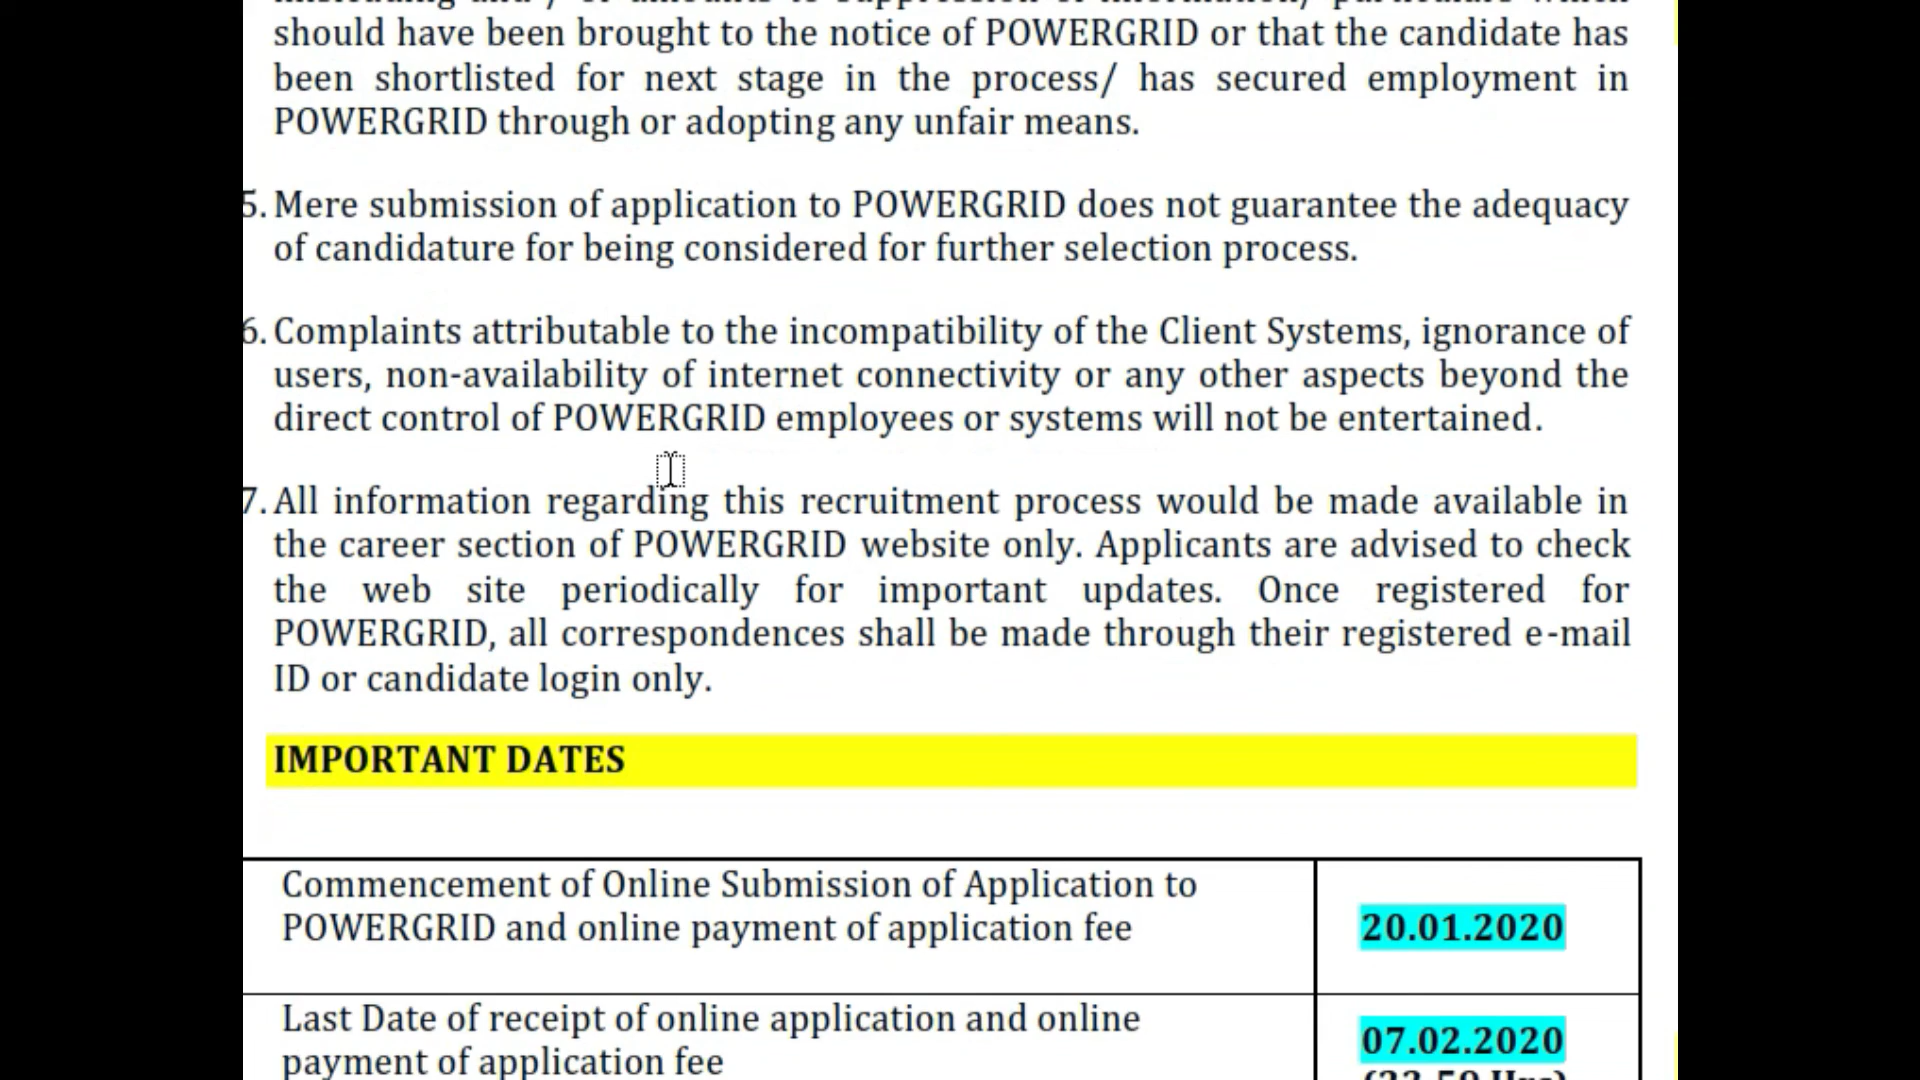 should have been brought to the notice of POWERGRID or that the candidate has
been shortlisted for next stage in the process/ has secured employment in
POWERGRID through or adopting any unfair means.
5. Mere submission of application to POWERGRID does not guarantee the adequacy
of candidature for being considered for further selection process.
6. Complaints attributable to the incompatibility of the Client Systems, ignorance of
users, non-availability of internet connectivity or any other aspects beyond the
direct control of POWERGRID employees or systems will not be entertained.
7. All information regarding this recruitment process would be made available in
the career section of POWERGRID website only. Applicants are advised to check
the web site periodically for important updates. Once registered for
POWERGRID, all correspondences shall be made through their registered e-mail
ID or candidate login only.
IMPORTANT DATES
Commencement of Online Submission of Application to
POWERGRID and online payment of application fee
20.01.2020
Last Date of receipt of online application and online
payment of application fee
07.02.2020